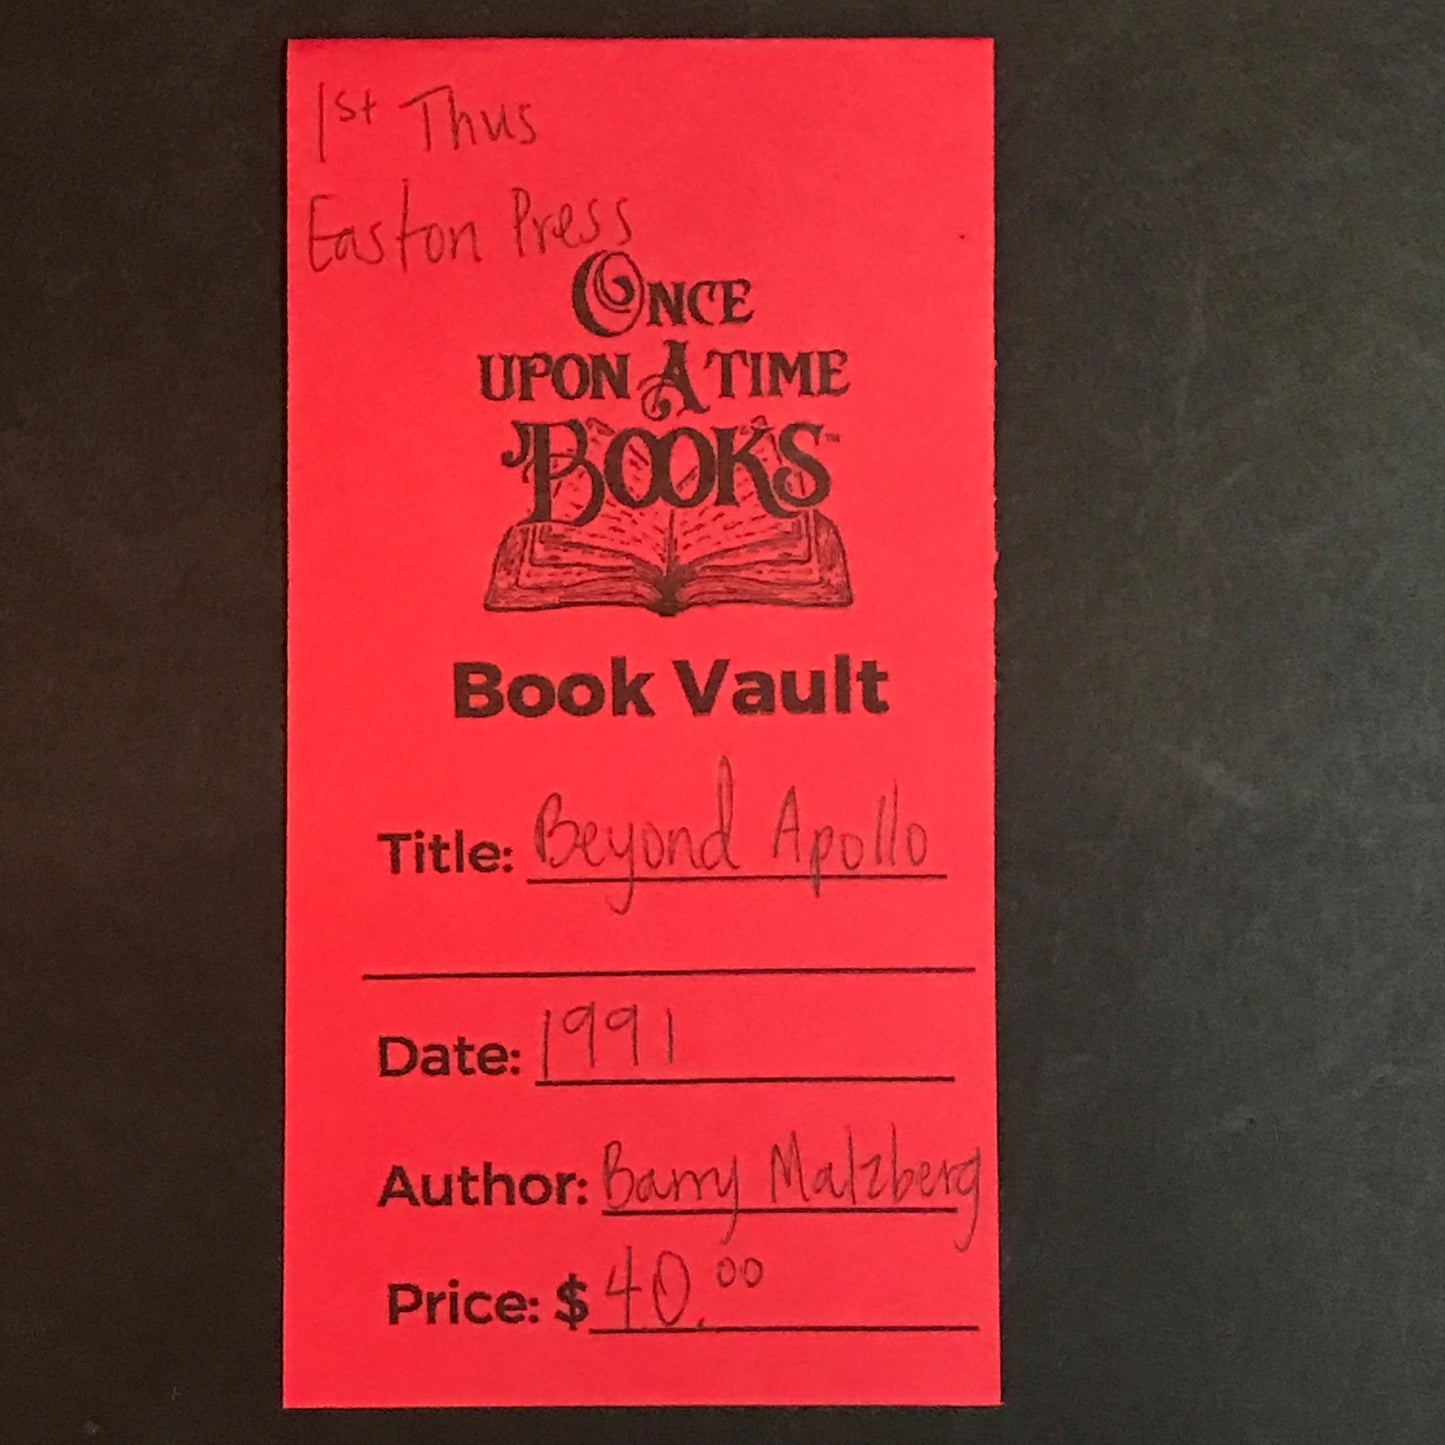 1st Thus
Easton Press
ONCE
UPON A TIME
BOOKS™
Book Vault
Title: Beyond Apollo
Date: 1991
Author: Barry Malzberg
Price: $40.00